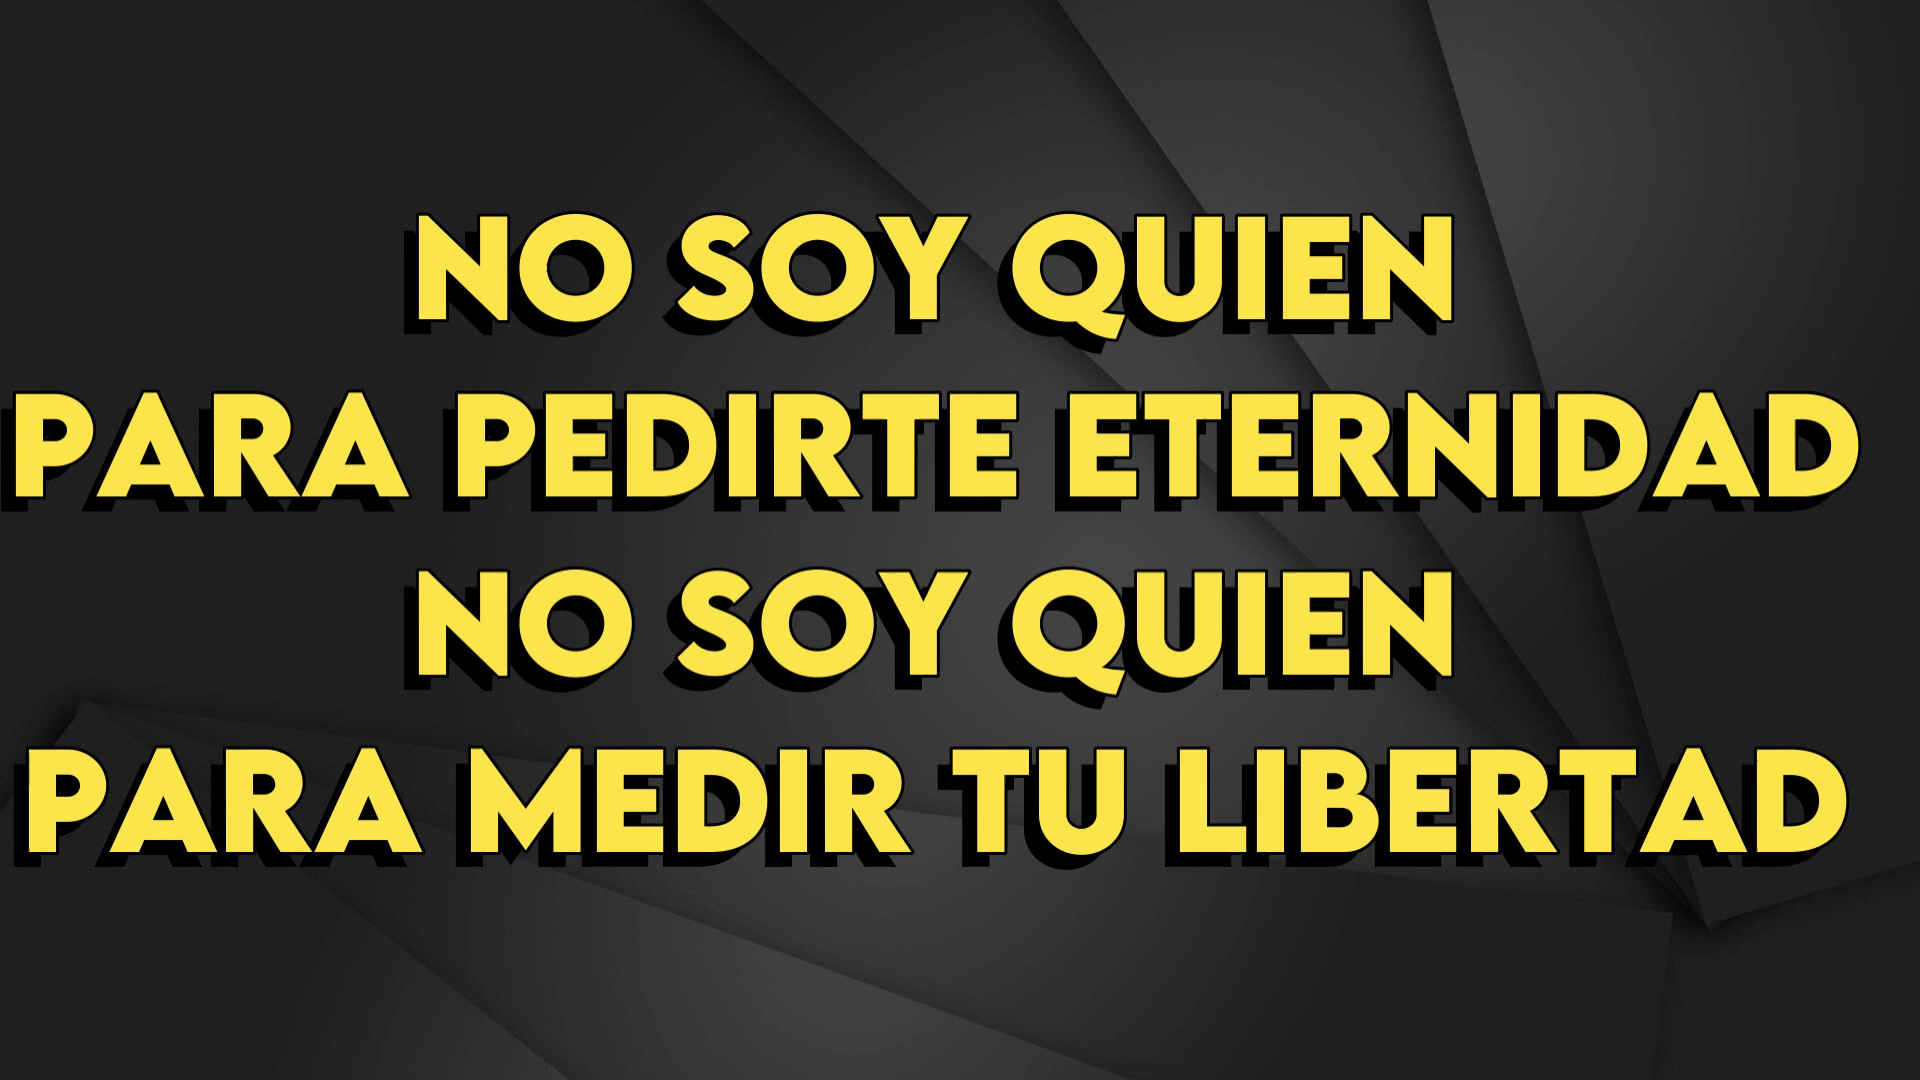 NO SOY QUIEN
PARA PEDIRTE ETERNIDAD
NO SOY QUIEN
PARA MEDIR TU LIBERTAD